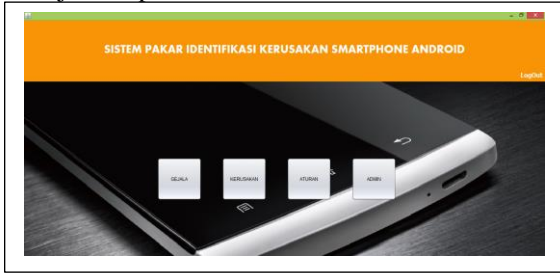 SISTEM PAKAR IDENTIFIKASI KERUSAKAN SMARTPHONE ANDROID
LogOut
GEJALA
KERUSAKAN
ATURAN
ADMIN